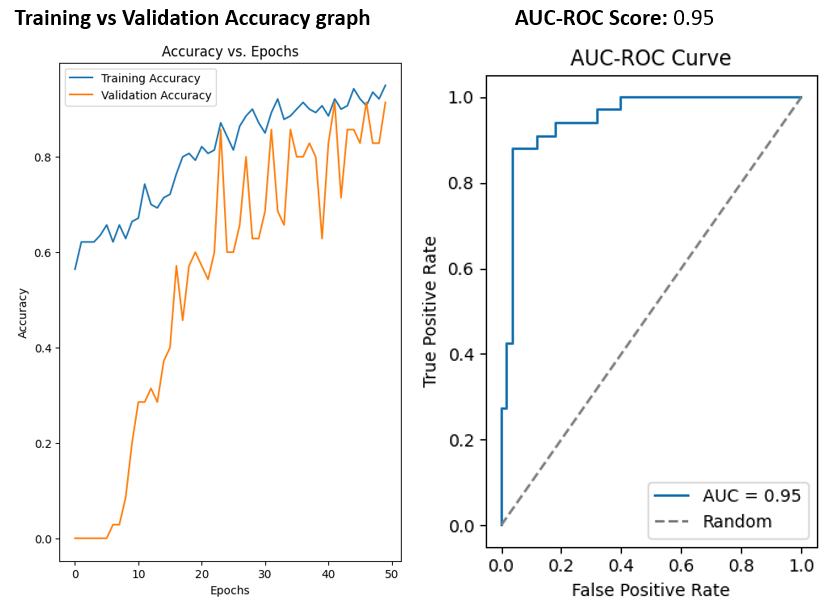 Training vs Validation Accuracy graph
Accuracy vs. Epochs
Training Accuracy
Validation Accuracy
0.8
0.6
0.4
0.2
0.0
Accuracy
0
10
20
30
40
50
Epochs
AUC-ROC Score: 0.95
AUC-ROC Curve
1.0
0.8
0.6
0.4
0.2
0.0
True Positive Rate
AUC = 0.95
Random
0.0
0.2
0.4
0.6
0.8
1.0
False Positive Rate